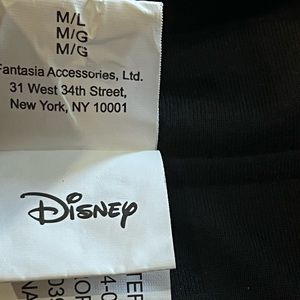 M/L
M/G
M/G
Fantasia Accessories, Ltd.
31 West 34th Street,
New York, NY 10001
Disney